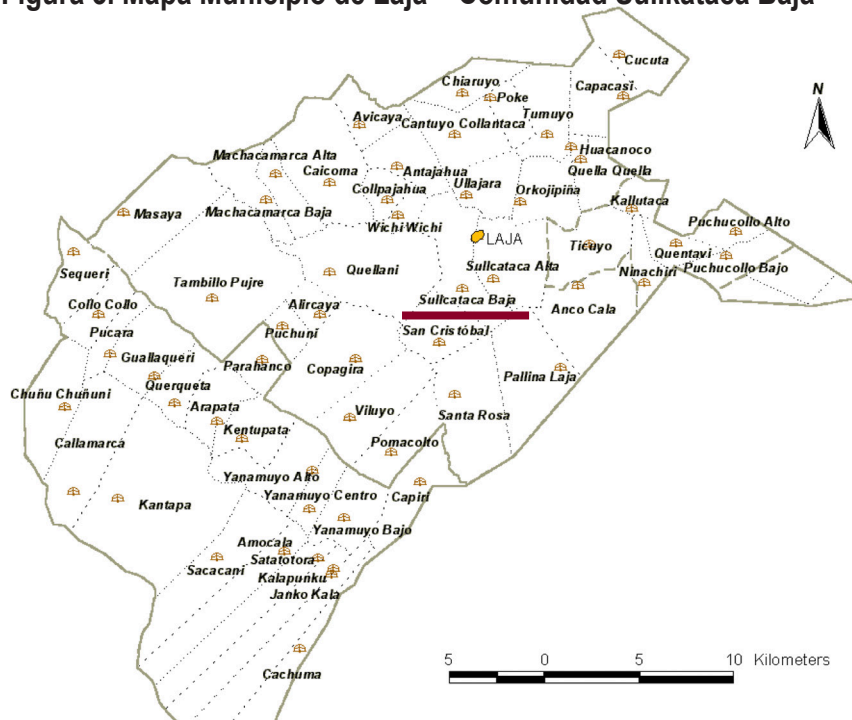 Figura 3. Mapa Municipio de Laja – Comunidad Sullkataca Baja
Cucuta
Chiaruyo
Capacasi
N
Poke
Avicaya
Tumuyo
Cantuyo Collantaca
Huacanoco
Machacamarca Alta
Caicoma
Antajahua
Quella Quella
Collpajahua
Ullajara
Orkojipiña
Kallutaca
Masaya
Machacamarca Baja
Wichi Wichi
Puchucollo Alto
LAJA
Ticuyo
Quentavi
Sequeri
Quellani
Sullcataca Alta
Ninachiri
Puchucollo Bajo
Tambillo Pujre
Collo Collo
Alircaya
Sullcataca Baja
Anco Cala
Pucara
Puchuni
San Cristóbal
Guallaqueri
Parahanco
Copagira
Querqueta
Pallina Laja
Chuñu Chuñuni
Arapata
Viluyo
Santa Rosa
Kentupata
Callamarca
Pomacolto
Yanamuyo Alto
Yanamuyo Centro
Capiri
Kantapa
Yanamuyo Bajo
Amocala
Satatotora
Sacacani
Kalapunku
Janko Kala
Cachuma
5 0 5 10 Kilometers